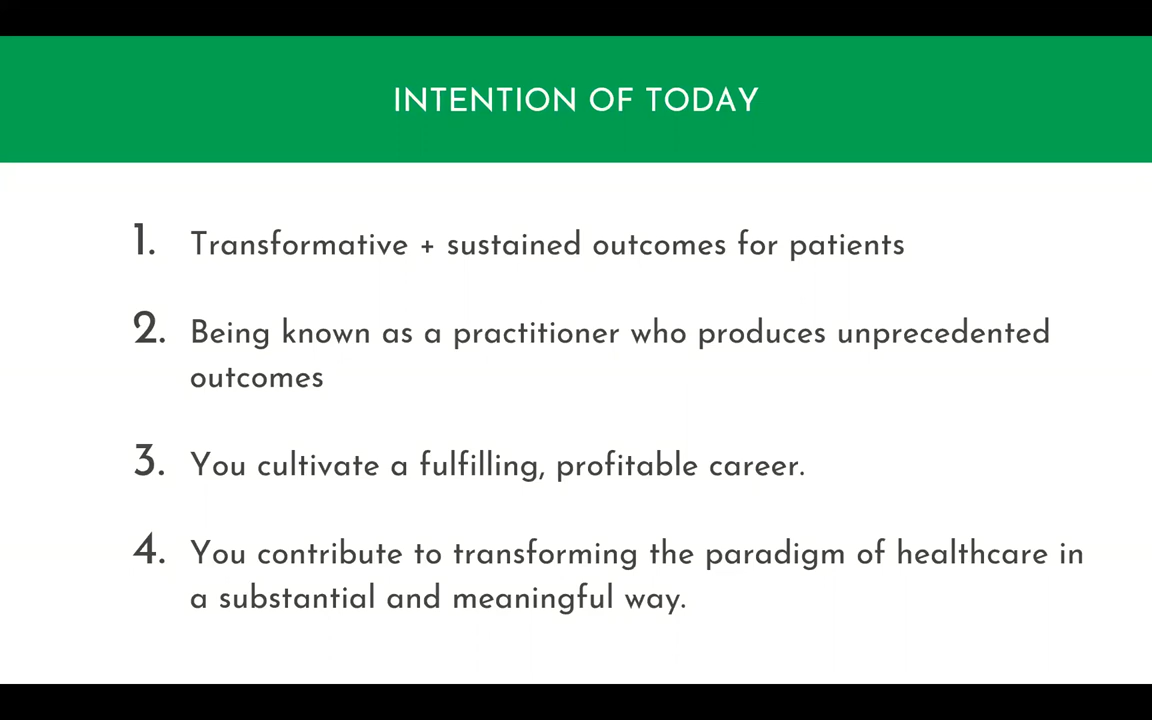 INTENTION OF TODAY
1. Transformative + sustained outcomes for patients
2. Being known as a practitioner who produces unprecedented
outcomes
3. You cultivate a fulfilling, profitable career.
4. You contribute to transforming the paradigm of healthcare in
a substantial and meaningful way.